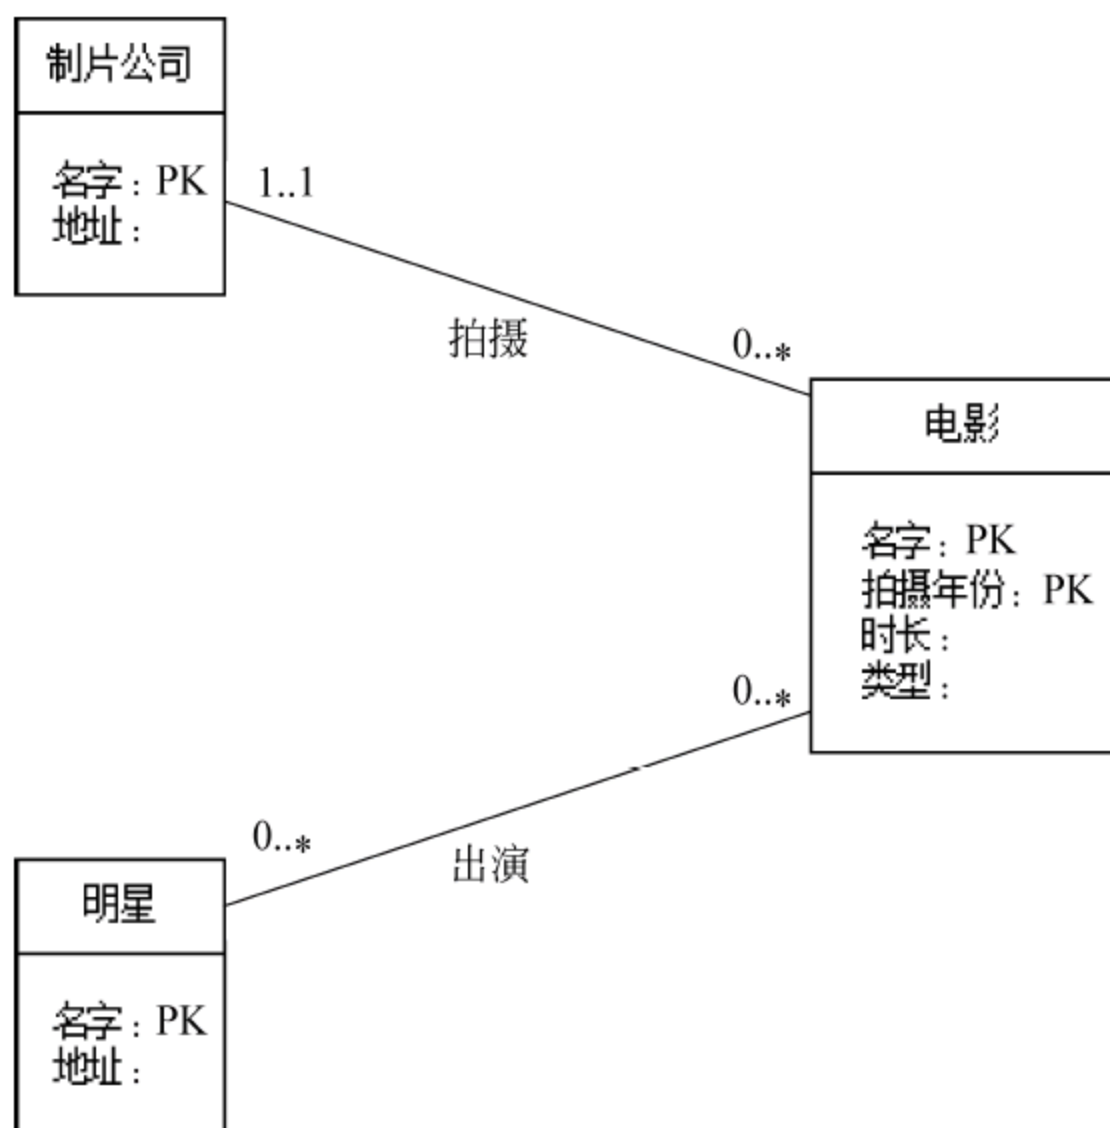 制片公司
名字：PK
地址：
1..1
拍摄
0..*
电影
名字：PK
拍摄年份：PK
时长：
类型：
0..*
0..*
出演
明星
名字：PK
地址：